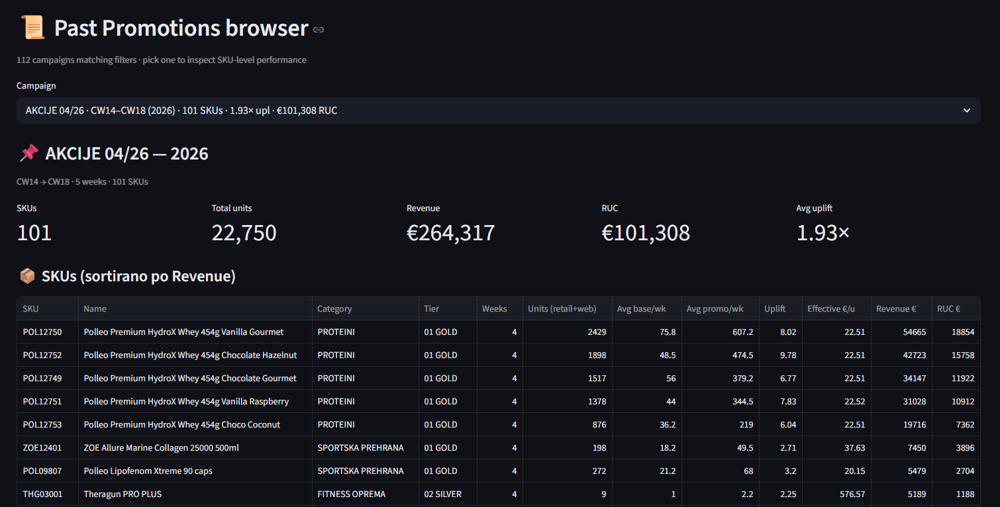 Past Promotions browser
112 campaigns matching filters · pick one to inspect SKU-level performance
Campaign
AKCIJE 04/26 · CW14–CW18 (2026) · 101 SKUs · 1.93× upl · €101,308 RUC
AKCIJE 04/26 — 2026
CW14 → CW18 · 5 weeks · 101 SKUs
SKUs Total units Revenue RUC Avg uplift
101 22,750 €264,317 €101,308 1.93×
SKUs (sortirano po Revenue)
SKU Name Category Tier Weeks Units (retail+web) Avg base/wk Avg promo/wk Uplift Effective €/u Revenue € RUC €
POL12750 Polleo Premium HydroX Whey 454g Vanilla Gourmet PROTEINI 01 GOLD 4 2429 75.8 607.2 8.02 22.51 54665 18854
POL12752 Polleo Premium HydroX Whey 454g Chocolate Hazelnut PROTEINI 01 GOLD 4 1898 48.5 474.5 9.78 22.51 42723 15758
POL12749 Polleo Premium HydroX Whey 454g Chocolate Gourmet PROTEINI 01 GOLD 4 1517 56 379.2 6.77 22.51 34147 11922
POL12751 Polleo Premium HydroX Whey 454g Vanilla Raspberry PROTEINI 01 GOLD 4 1378 44 344.5 7.83 22.52 31028 10912
POL12753 Polleo Premium HydroX Whey 454g Choco Coconut PROTEINI 01 GOLD 4 876 36.2 219 6.04 22.51 19716 7362
ZOE12401 ZOE Allure Marine Collagen 25000 500ml SPORTSKA PREHRANA 01 GOLD 4 198 18.2 49.5 2.71 37.63 7450 3896
POL09807 Polleo Lipofenom Xtreme 90 caps SPORTSKA PREHRANA 01 GOLD 4 272 21.2 68 3.2 20.15 5479 2704
THG03001 Theragun PRO PLUS FITNESS OPREMA 02 SILVER 4 9 1 2.2 2.25 576.57 5189 1188